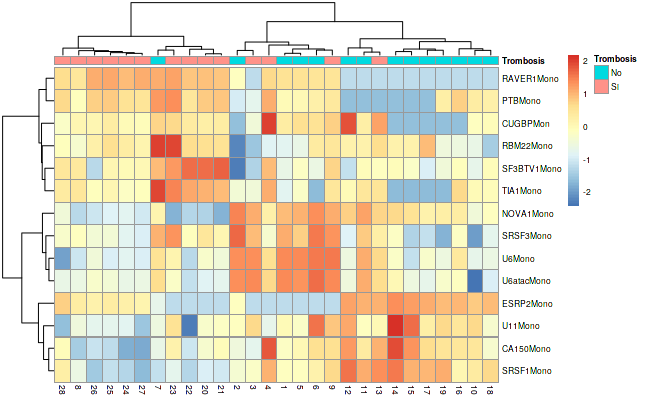 Trombosis
RAVER1Mono
PTBMono
CUGBPMon
RBM22Mono
SF3BTV1Mono
TIA1Mono
NOVA1Mono
SRSF3Mono
U6Mono
U6atacMono
ESRP2Mono
U11Mono
CA150Mono
SRSF1Mono
28 8 26 25 24 27 7 23 22 20 21 2 3 4 1 5 6 9 12 11 13 14 15 17 19 16 10 18
2
1
0
-1
-2
Trombosis
No
SI